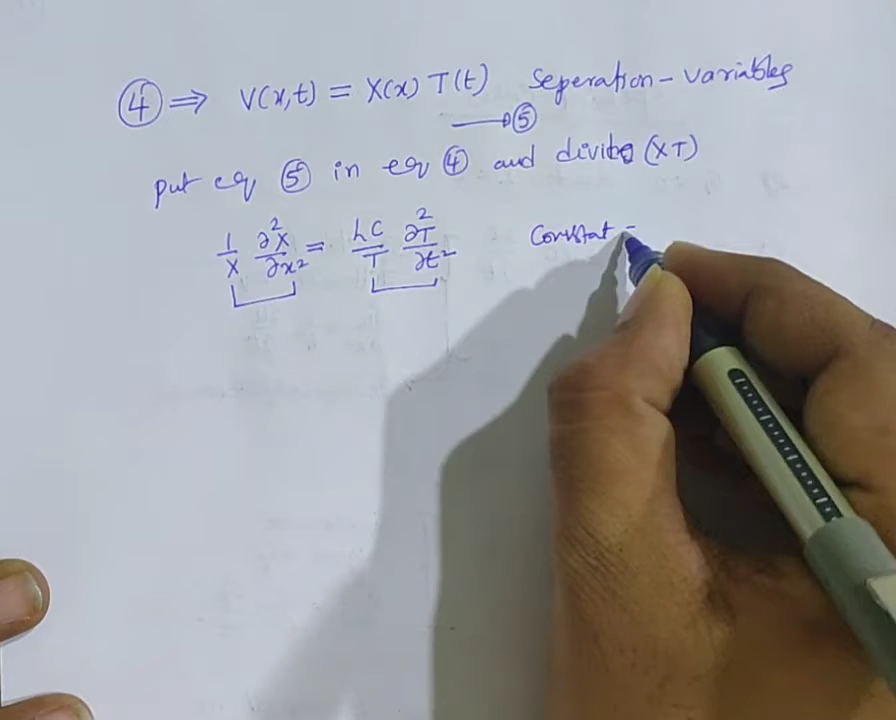 ④ ⇒ V(x,t) = X(x) T(t) Seperation - variables
→ ⑤
put eq ⑤ in eq ④ and divide (XT)
1/X ∂²X/∂x² = LC/T ∂²T/∂t² Constat =